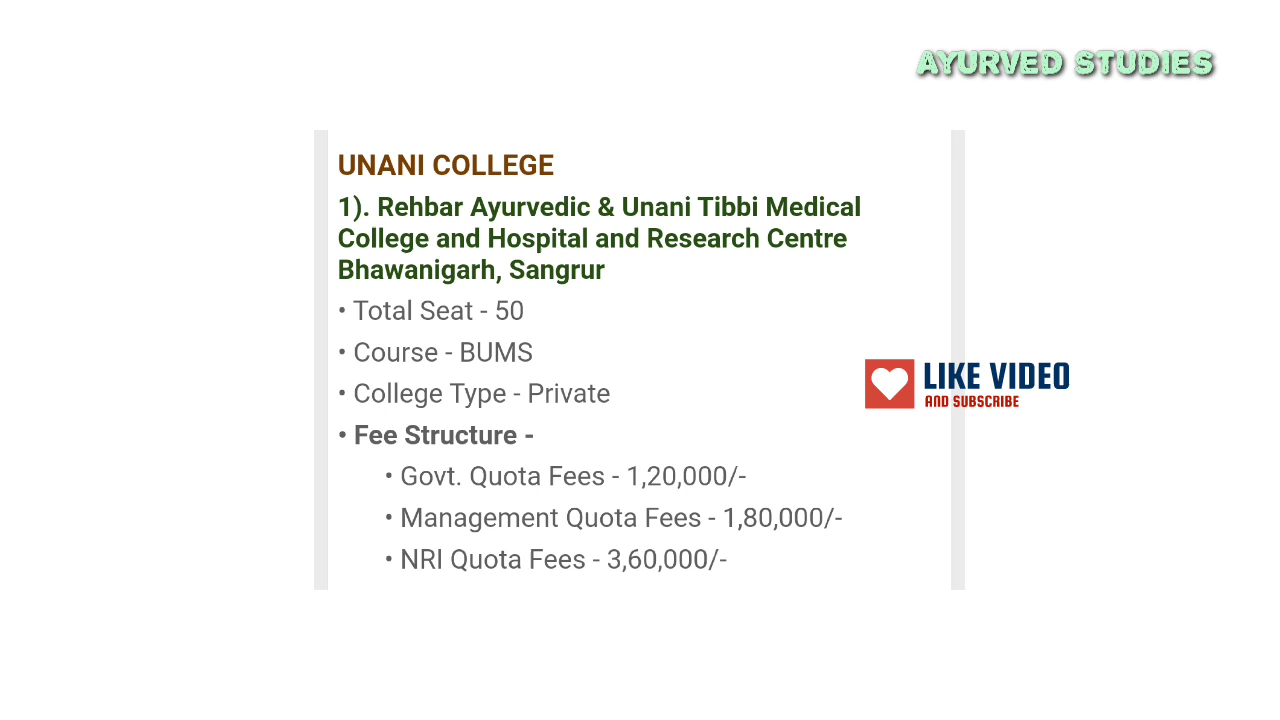 AYURVED STUDIES
UNANI COLLEGE
1). Rehbar Ayurvedic & Unani Tibbi Medical
College and Hospital and Research Centre
Bhawanigarh, Sangrur
• Total Seat - 50
• Course - BUMS
• College Type - Private
LIKE VIDEO
AND SUBSCRIBE
• Fee Structure -
• Govt. Quota Fees - 1,20,000/-
• Management Quota Fees - 1,80,000/-
• NRI Quota Fees - 3,60,000/-